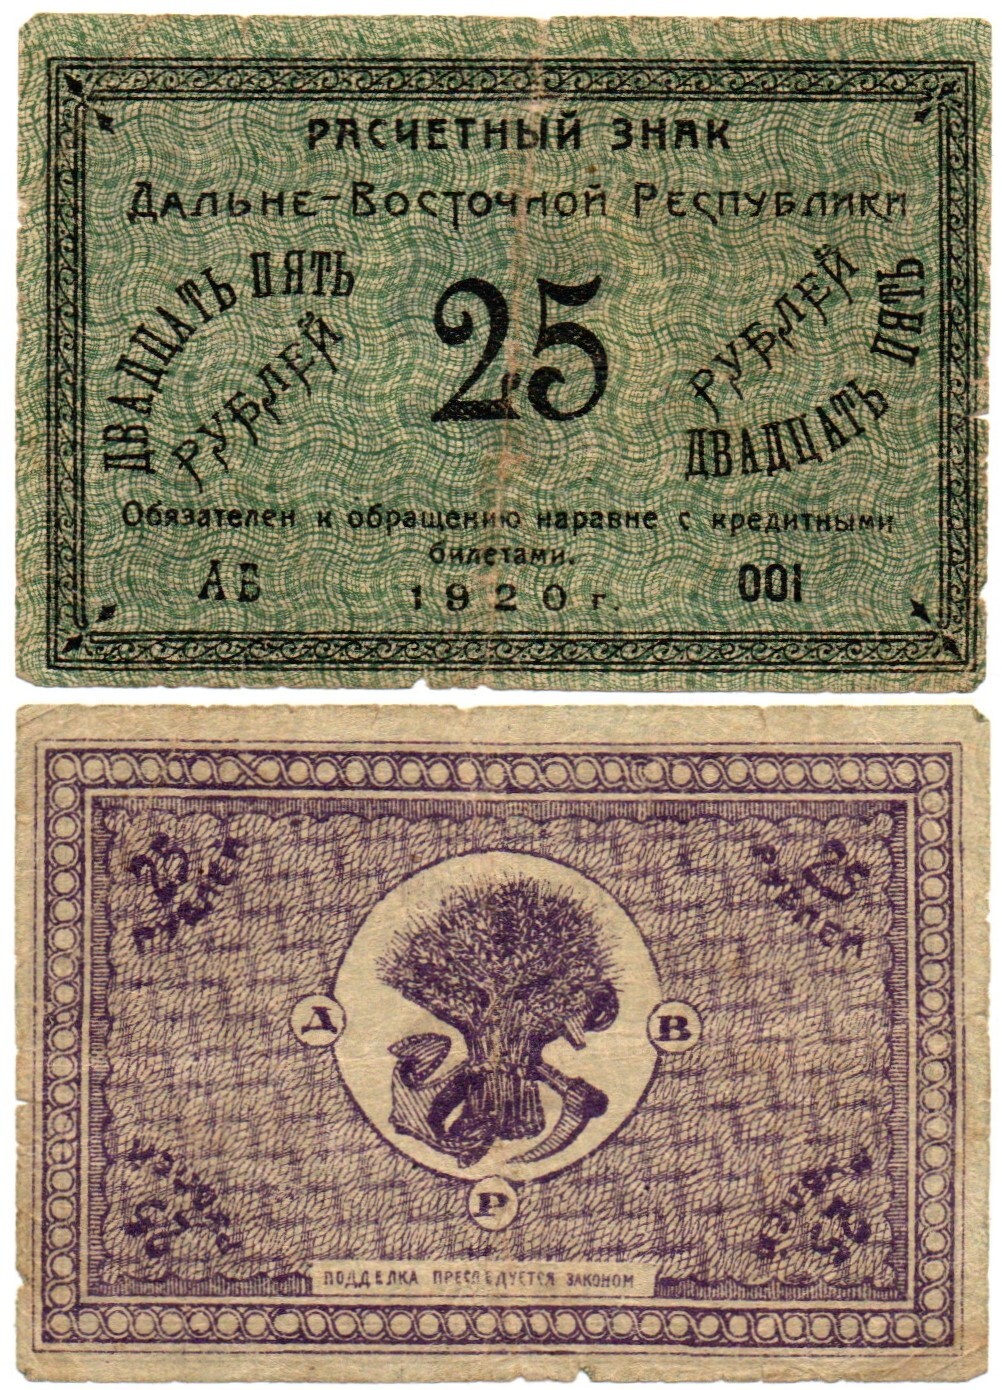 РАСЧЕТНЫЙ ЗНАК
ДАЛЬНЕ-ВОСТОЧНОЙ РЕСПУБЛИКИ
ДВАДЦАТЬ ПЯТЬ
РУБЛЕЙ
25
РУБЛЕЙ
ДВАДЦАТЬ ПЯТЬ
Обязателен к обращению наравне с кредитными
билетами.
АБ
001
1920 г.
25
РУБЛЕЙ
25
РУБЛЕЙ
Д
В
Р
РУБЛЕЙ
25
РУБЛЕЙ
25
ПОДДЕЛКА ПРЕСЛЕДУЕТСЯ ЗАКОНОМ